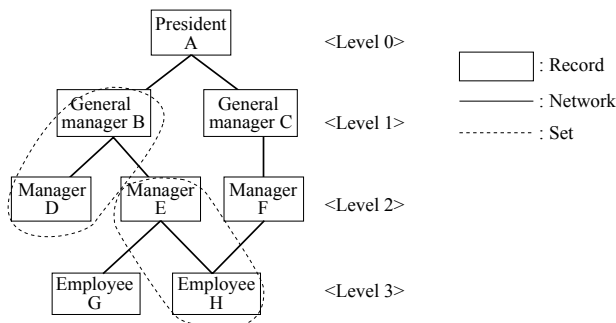 President
A
<Level 0>
: Record
General
manager B
General
manager C
<Level 1>
: Network
: Set
Manager
D
Manager
E
Manager
F
<Level 2>
Employee
G
Employee
H
<Level 3>